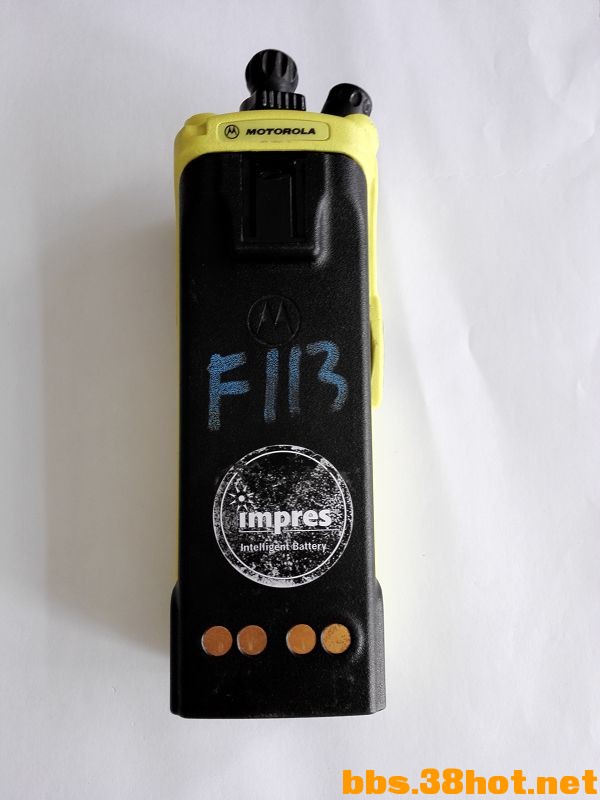 MOTOROLA
F113
impres
Intelligent Battery
bbs.38hot.net